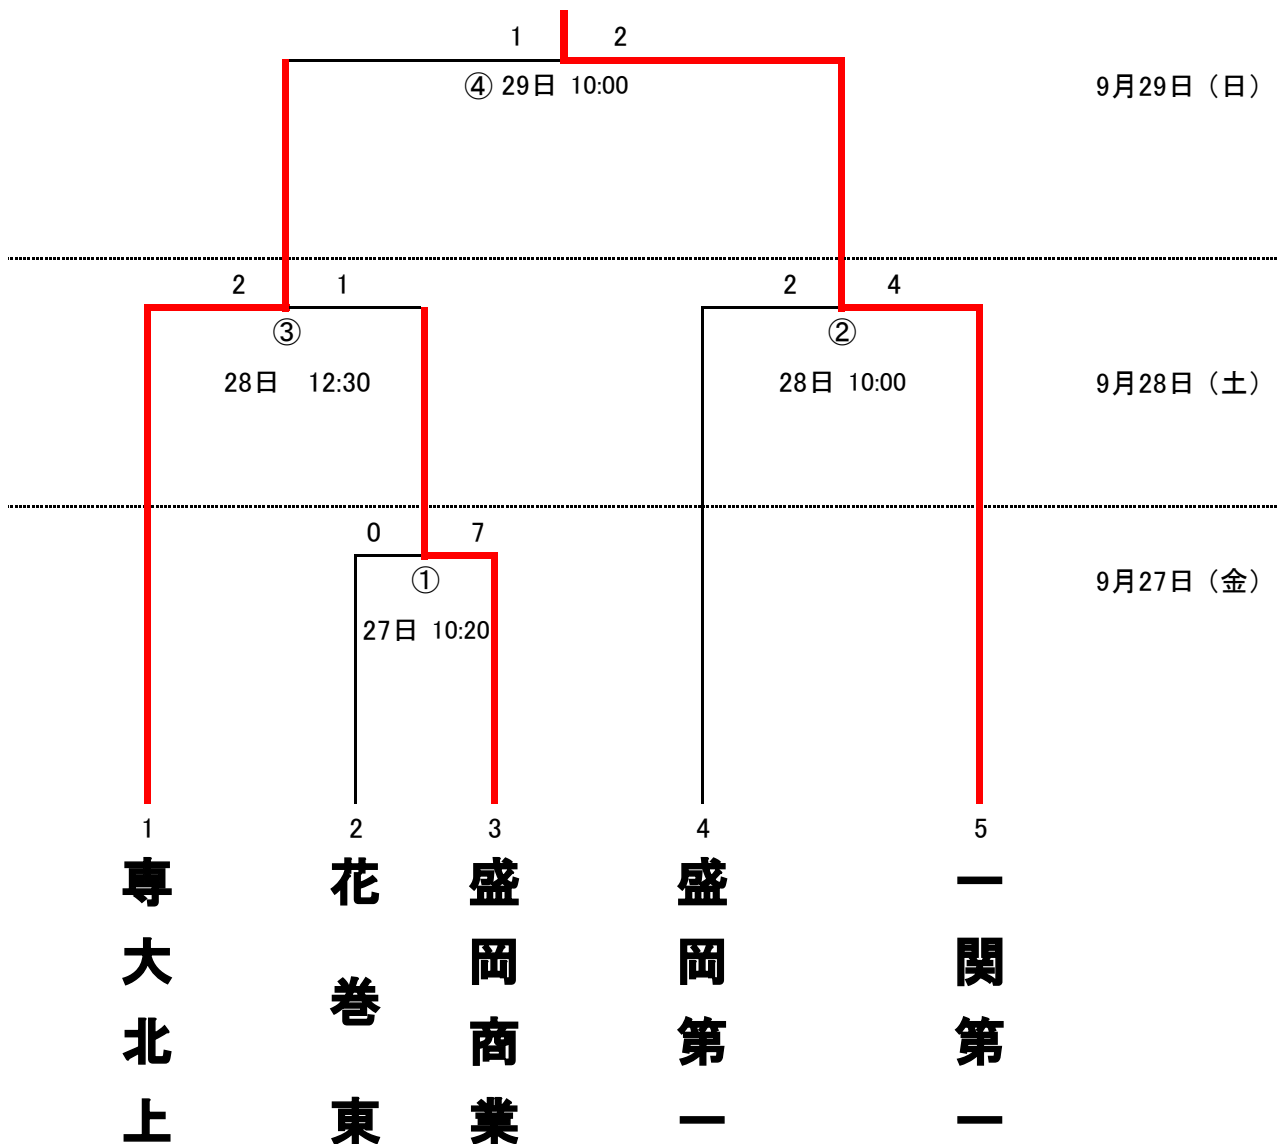 1 2
④ 29日 10:00
9月29日（日）
2 1
2 4
③
②
28日 12:30
28日 10:00
9月28日（土）
0 7
①
9月27日（金）
27日 10:20
1
2
3
4
5
専大北上
花巻東
盛岡商業
盛岡第一
一関第一